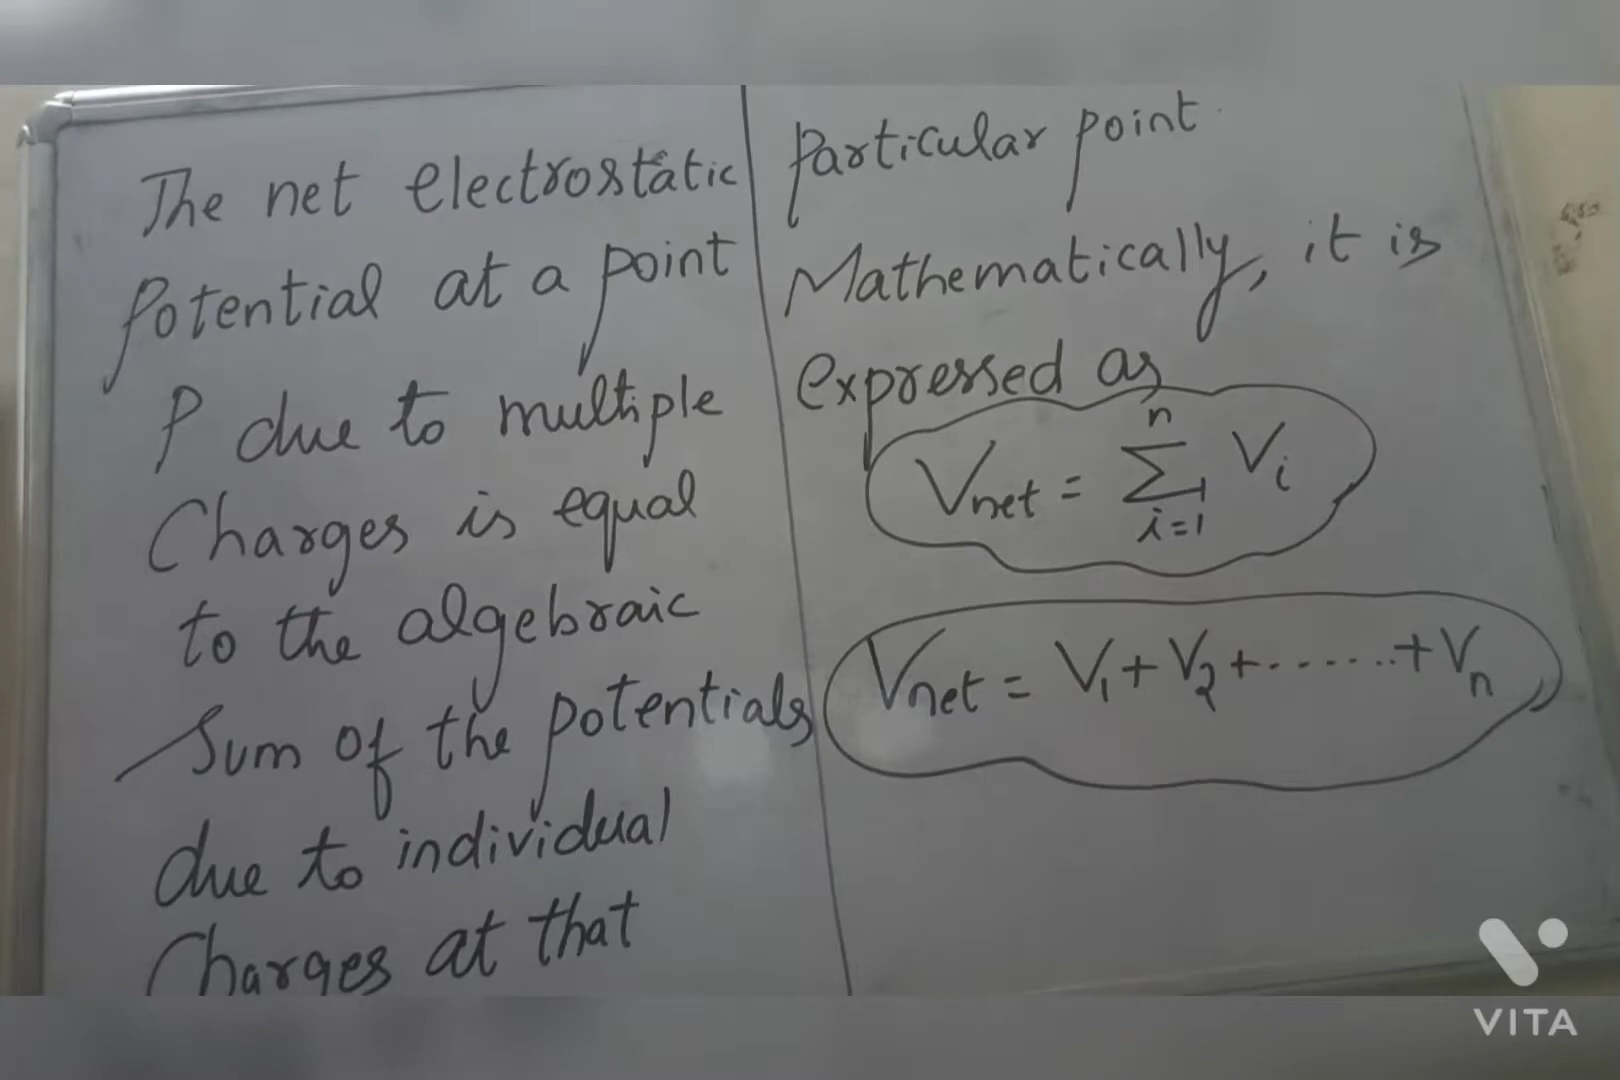 The net electrostatic
Potential at a point
P due to multiple
Charges is equal
to the algebraic
Sum of the potentials
due to individual
Charges at that
Particular point
Mathematically, it is
expressed as
Vnet = ∑ⁿᵢ₌₁ Vi
Vnet = V₁ + V₂ + ....... + Vn
VITA